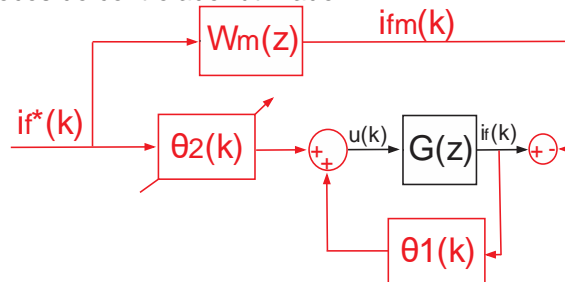 Wm(z)
ifm(k)
if*(k)
θ2(k)
+
+
u(k)
G(z)
if(k)
+
-
θ1(k)